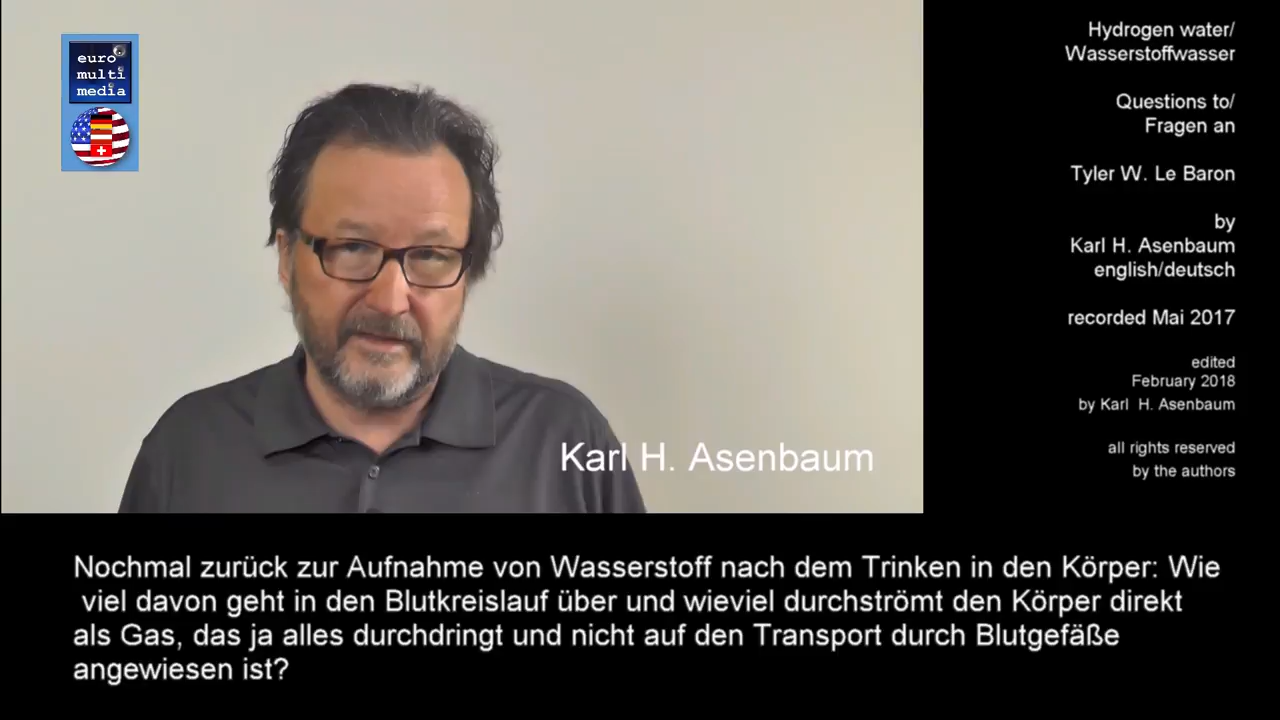 euro
multi
media
Karl H. Asenbaum
Hydrogen water/
Wasserstoffwasser
Questions to/
Fragen an
Tyler W. Le Baron
by
Karl H. Asenbaum
english/deutsch
recorded Mai 2017
edited
February 2018
by Karl H. Asenbaum
all rights reserved
by the authors
Nochmal zurück zur Aufnahme von Wasserstoff nach dem Trinken in den Körper: Wie
viel davon geht in den Blutkreislauf über und wieviel durchströmt den Körper direkt
als Gas, das ja alles durchdringt und nicht auf den Transport durch Blutgefäße
angewiesen ist?